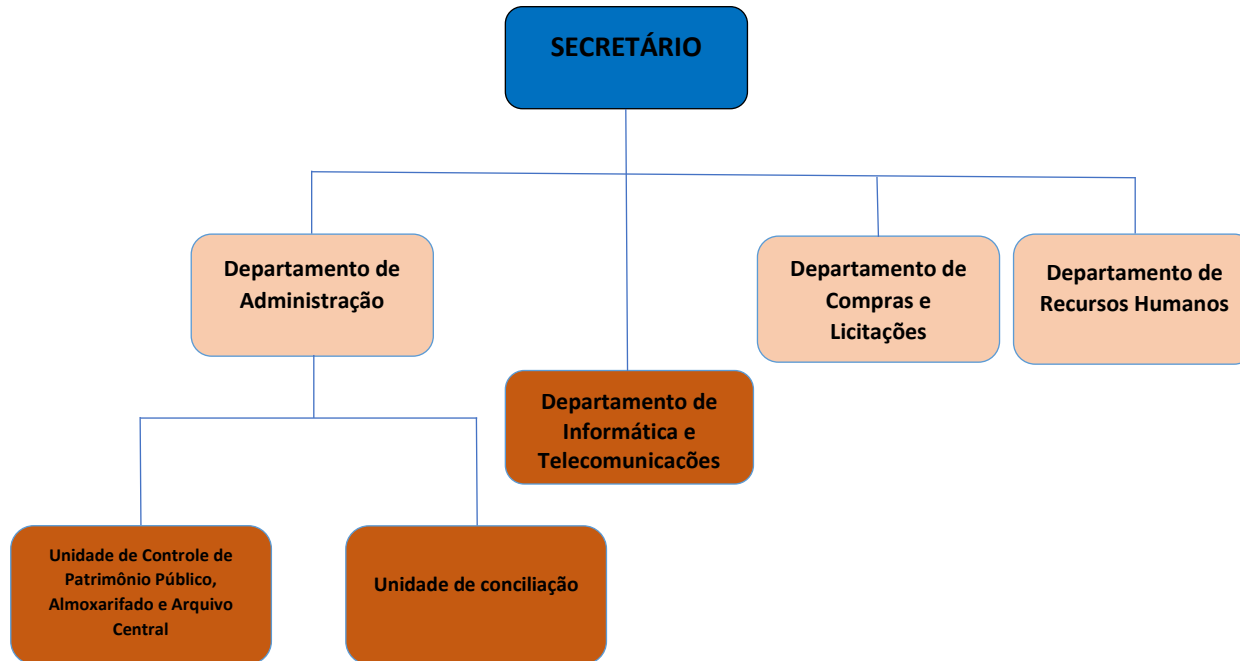 SECRETÁRIO
Departamento de
Administração
Departamento de
Compras e
Licitações
Departamento de
Recursos Humanos
Departamento de
Informática e
Telecomunicacões
Unidade de Controle de
Patrimônio Público,
Almoxarifado e Arquivo
Central
Unidade de conciliação